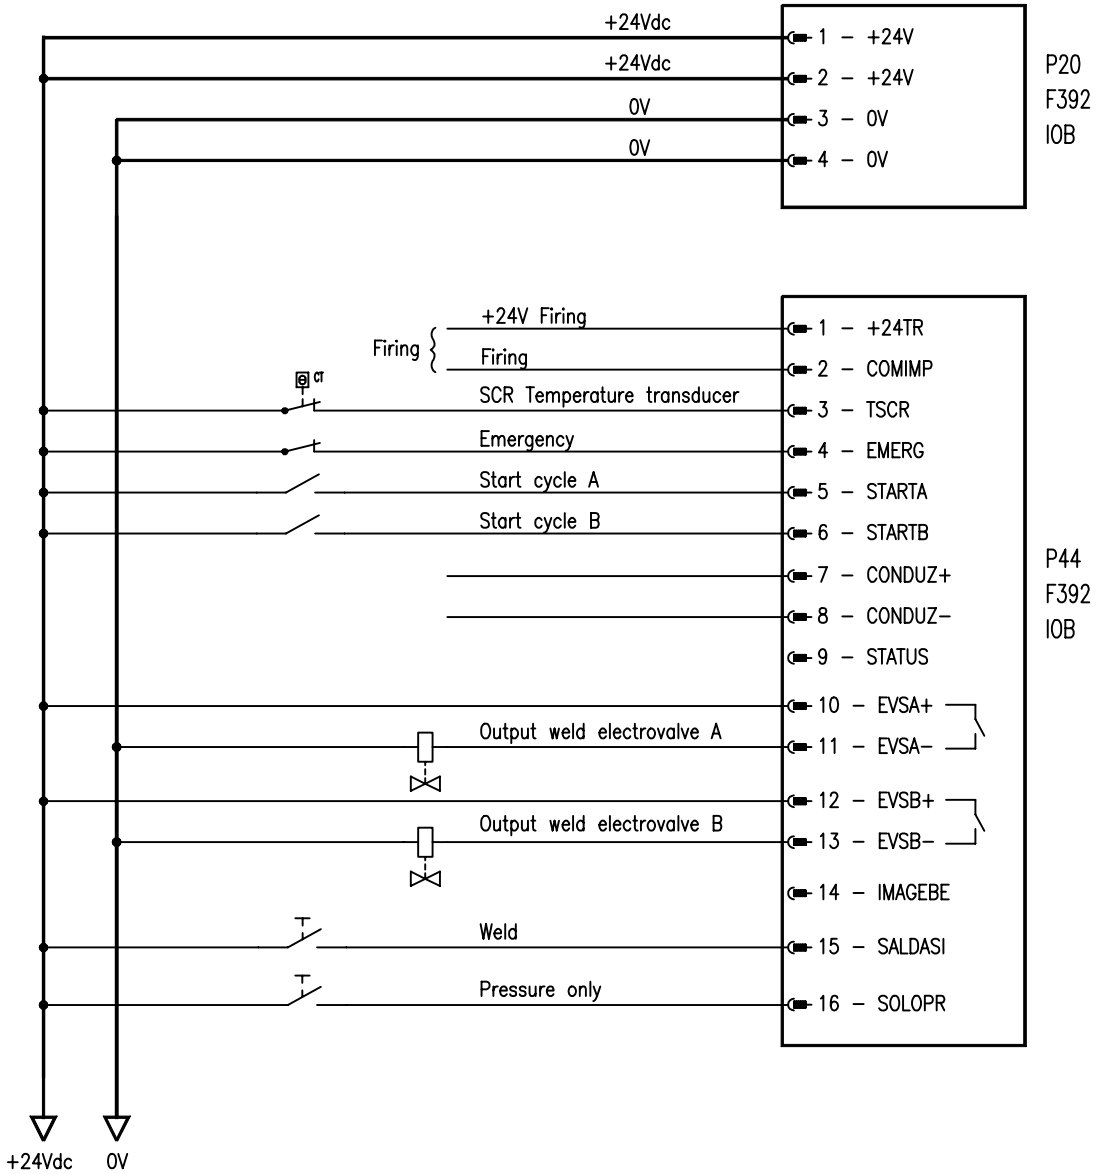 +24Vdc
1 - +24V
+24Vdc
2 - +24V
0V
3 - 0V
0V
4 - 0V
P20
F392
IOB
+24V Firing
1 - +24TR
Firing
Firing
2 - COMIMP
CT
SCR Temperature transducer
3 - TSCR
Emergency
4 - EMERG
Start cycle A
5 - STARTA
Start cycle B
6 - STARTB
7 - CONDUZ+
8 - CONDUZ-
9 - STATUS
P44
F392
IOB
10 - EVSA+
Output weld electrovalve A
11 - EVSA-
12 - EVSB+
Output weld electrovalve B
13 - EVSB-
14 - IMAGEBE
Weld
15 - SALDASI
Pressure only
16 - SOLOPR
+24Vdc 0V